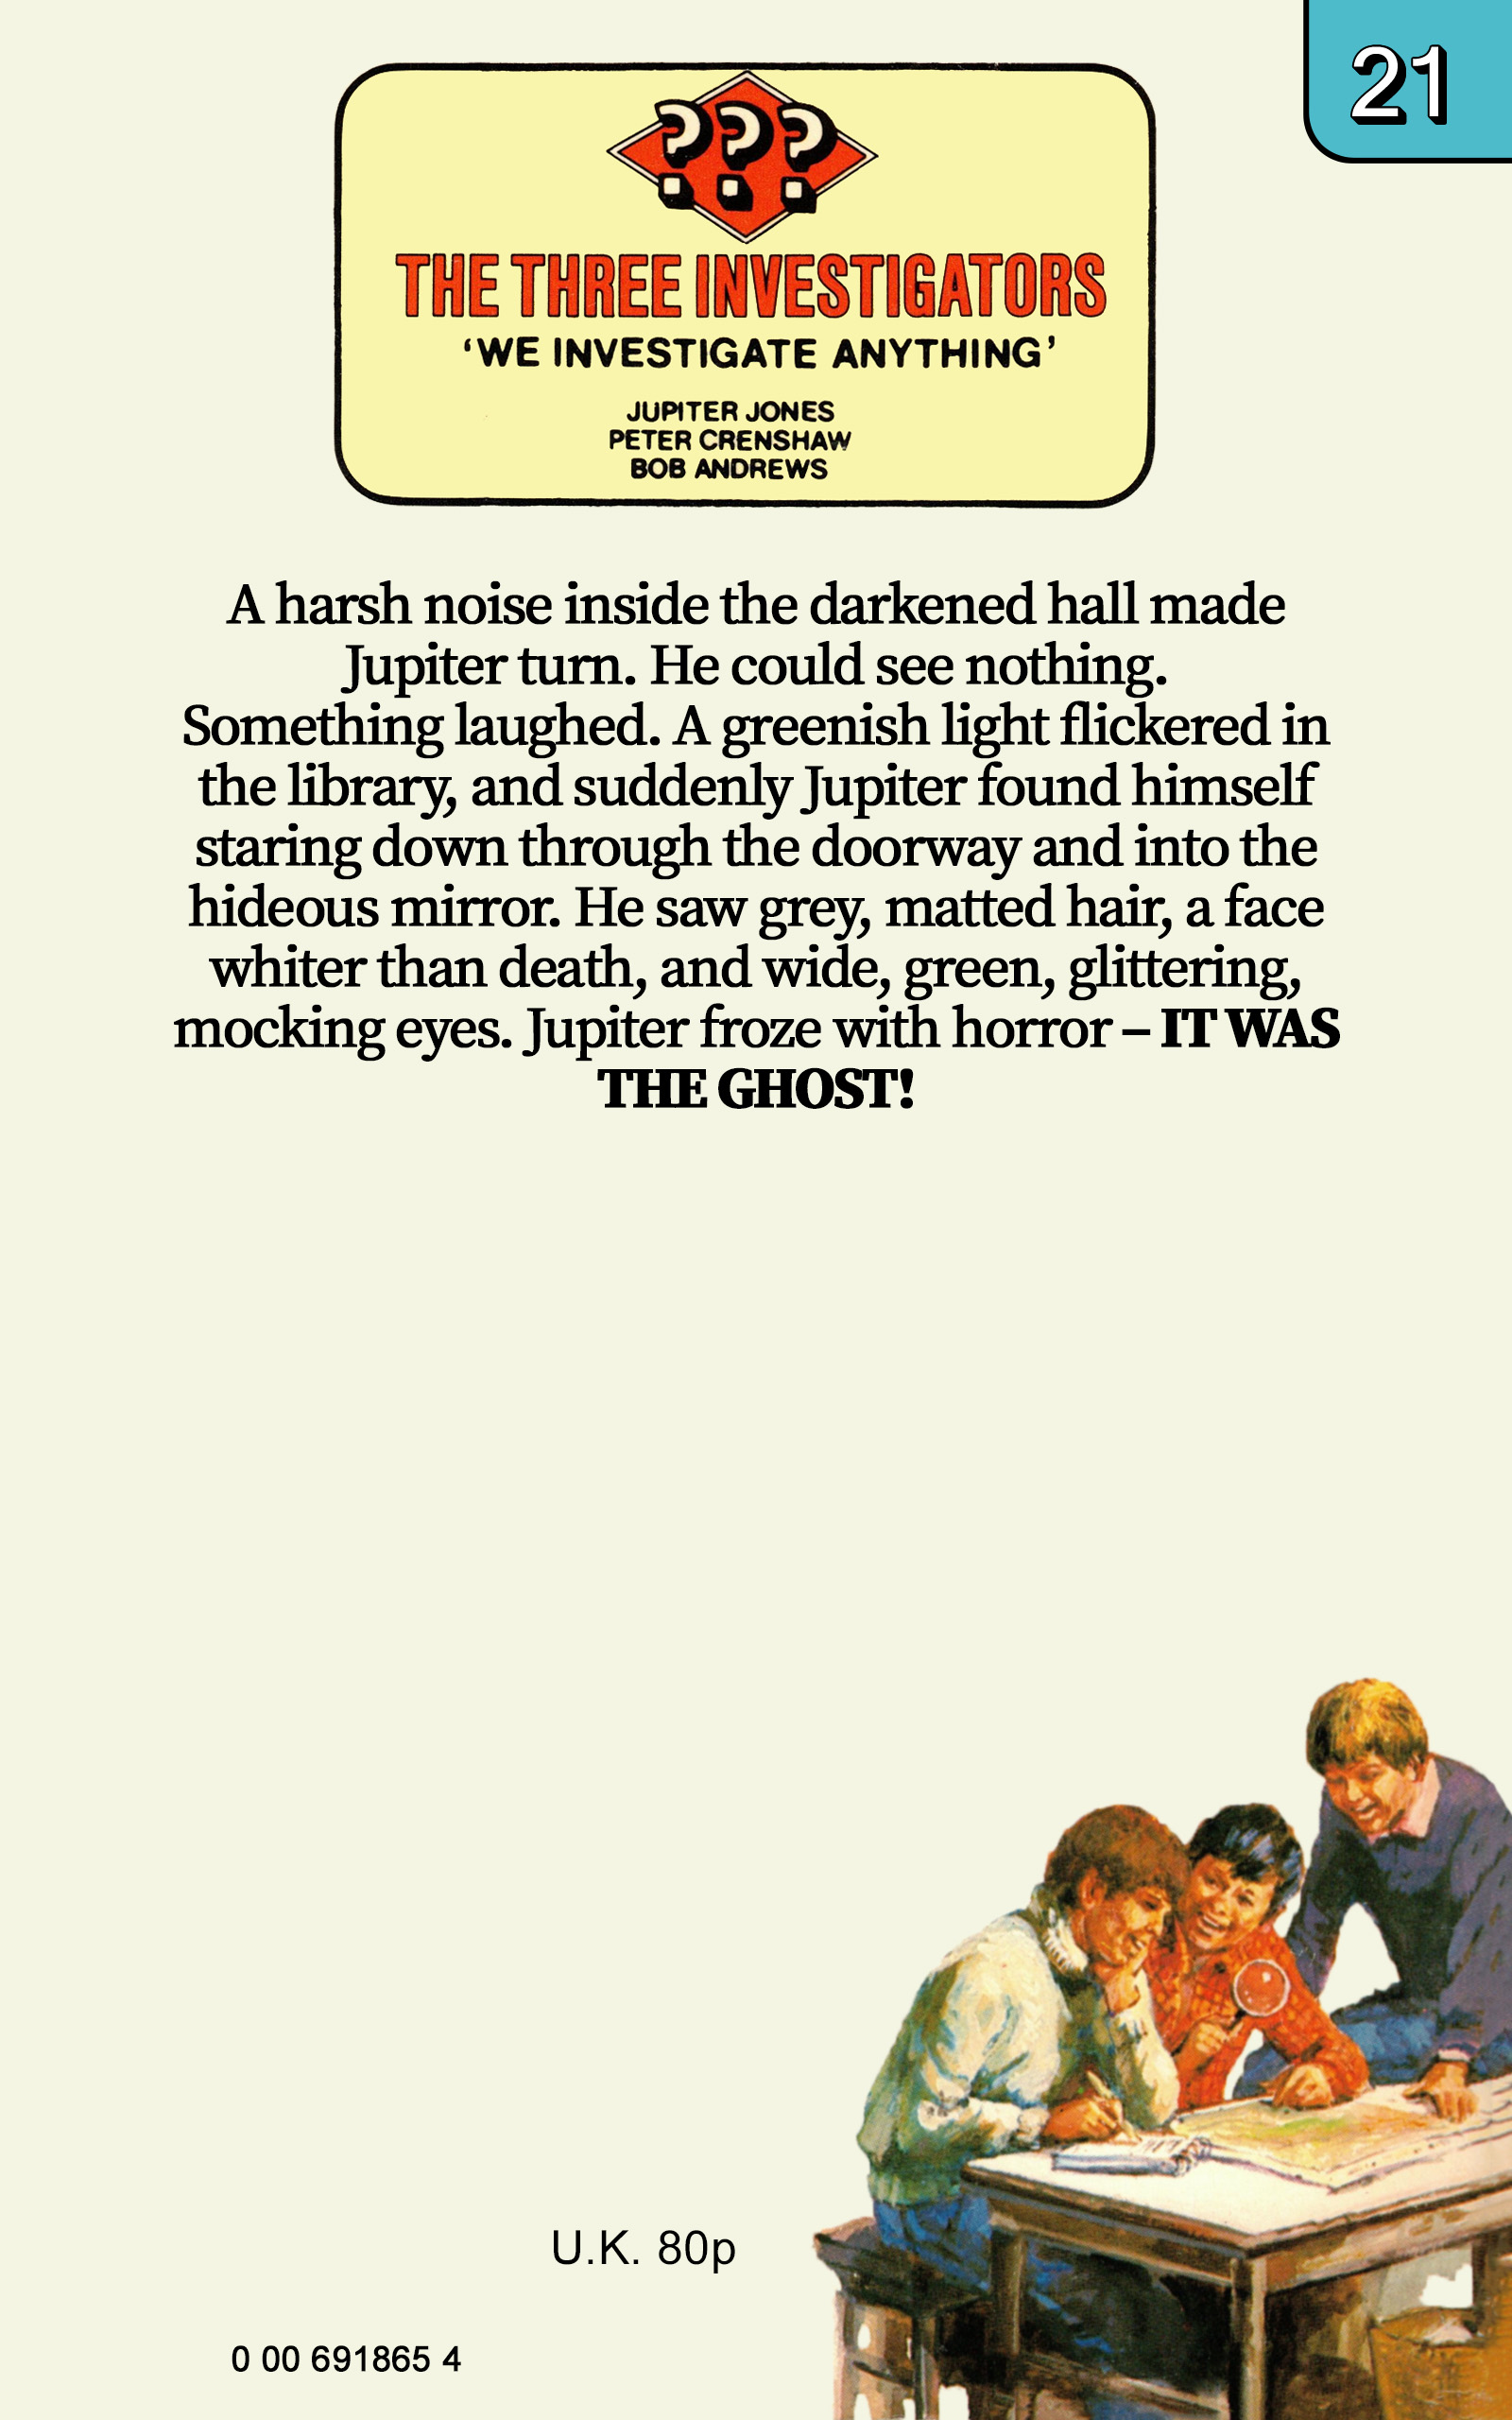 21
???
THE THREE INVESTIGATORS
‘WE INVESTIGATE ANYTHING’
JUPITER JONES
PETER CRENSHAW
BOB ANDREWS
A harsh noise inside the darkened hall made
Jupiter turn. He could see nothing.
Something laughed. A greenish light flickered in
the library, and suddenly Jupiter found himself
staring down through the doorway and into the
hideous mirror. He saw grey, matted hair, a face
whiter than death, and wide, green, glittering,
mocking eyes. Jupiter froze with horror – IT WAS
THE GHOST!
U.K. 80p
0 00 691865 4